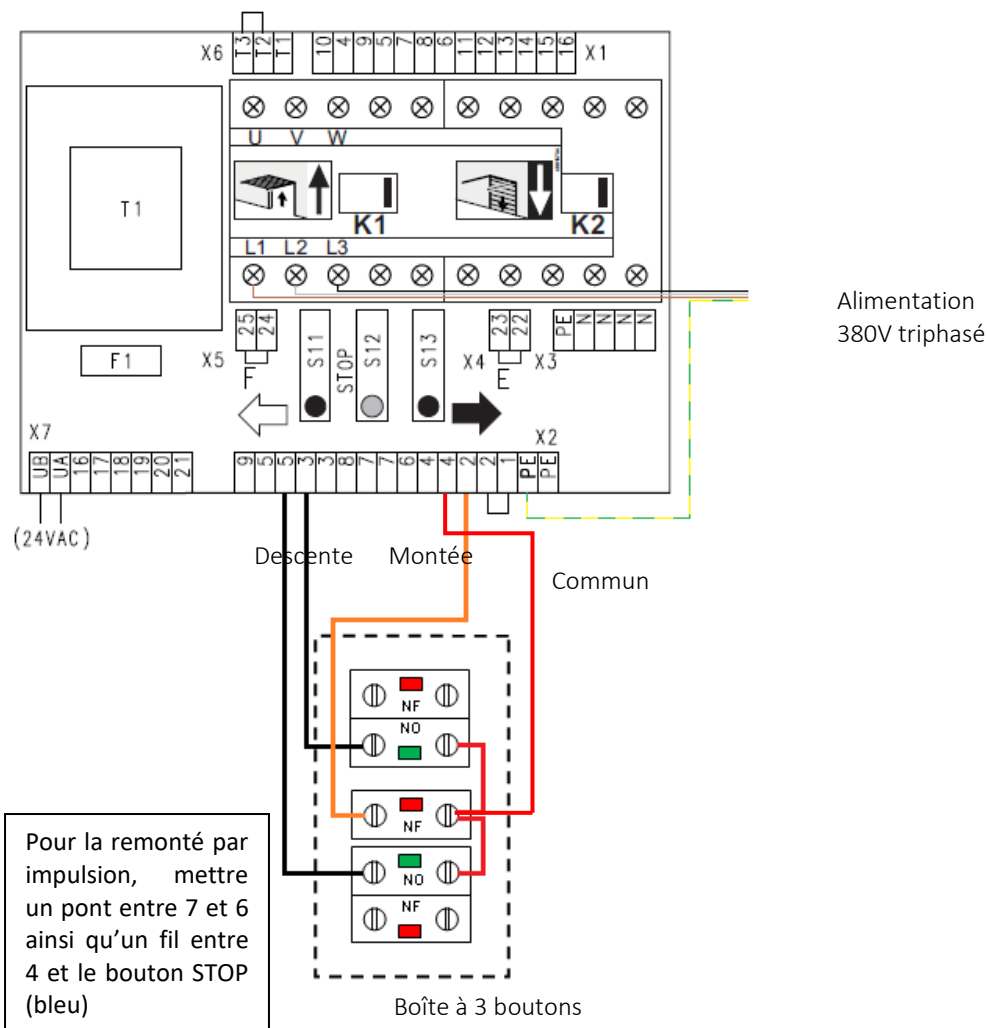 X6 T3 T2 T1 10 4 9 5 7 8 6 11 12 13 14 15 16 X1
U V W
T1
K1 K2
L1 L2 L3
Alimentation
380V triphasé
25 24 S11 STOP S12 S13 23 22 PE N N N N
F1 X5 F X4 E X3
X7 X2
UB UA 16 17 18 19 20 21 9 5 5 3 3 8 7 7 6 4 4 2 2 1 PE PE
(24VAC)
Descente Montée
Commun
NF
NO
NF
NO
NF
Pour la remonté par
impulsion, mettre
un pont entre 7 et 6
ainsi qu’un fil entre
4 et le bouton STOP
(bleu)
Boîte à 3 boutons